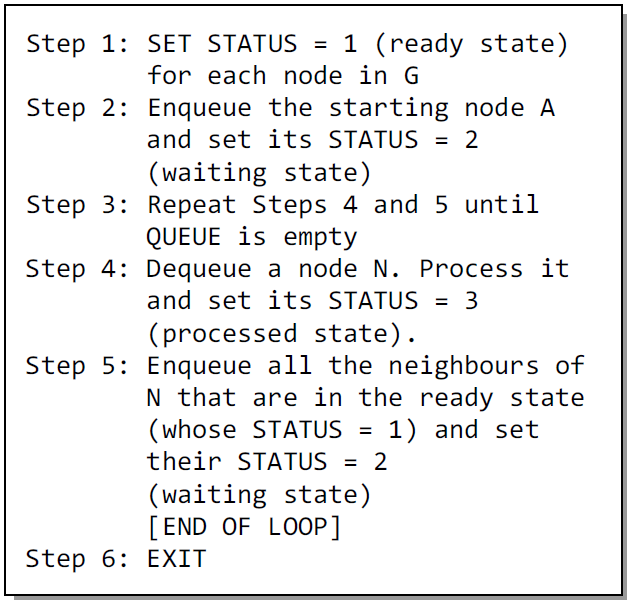 Step 1: SET STATUS = 1 (ready state)
for each node in G
Step 2: Enqueue the starting node A
and set its STATUS = 2
(waiting state)
Step 3: Repeat Steps 4 and 5 until
QUEUE is empty
Step 4: Dequeue a node N. Process it
and set its STATUS = 3
(processed state).
Step 5: Enqueue all the neighbours of
N that are in the ready state
(whose STATUS = 1) and set
their STATUS = 2
(waiting state)
[END OF LOOP]
Step 6: EXIT